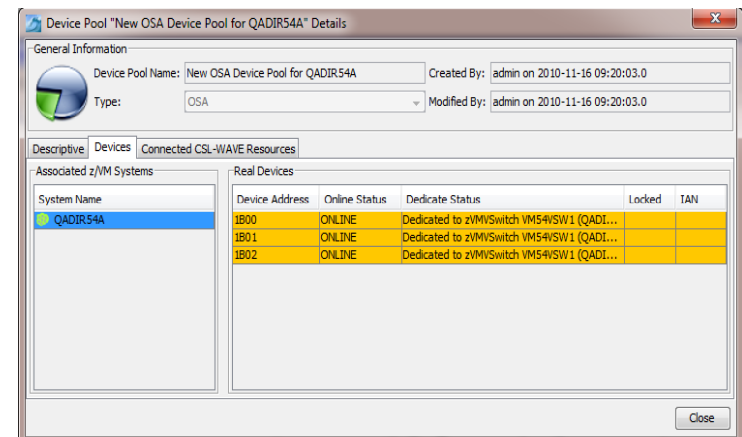 Device Pool "New OSA Device Pool for QADIR54A" Details
General Information
Device Pool Name: New OSA Device Pool for QADIR54A Created By: admin on 2010-11-16 09:20:03.0
Type: OSA Modified By: admin on 2010-11-16 09:20:03.0
Descriptive Devices Connected CSL-WAVE Resources
Associated z/VM Systems Real Devices
System Name Device Address Online Status Dedicate Status Locked IAN
QADIR54A 1B00 ONLINE Dedicated to zVMVSwitch VM54VSW1 (QADI...
1B01 ONLINE Dedicated to zVMVSwitch VM54VSW1 (QADI...
1B02 ONLINE Dedicated to zVMVSwitch VM54VSW1 (QADI...
Close